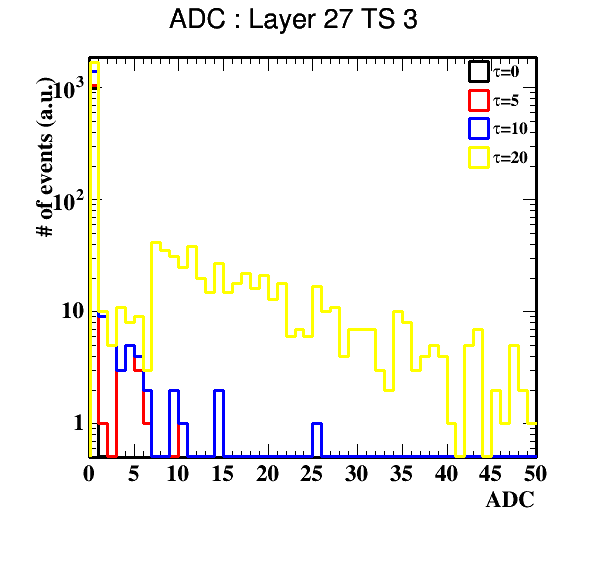 ADC : Layer 27 TS 3
# of events (a.u.)
10³
10²
10
1
τ=0
τ=5
τ=10
τ=20
0 5 10 15 20 25 30 35 40 45 50
ADC